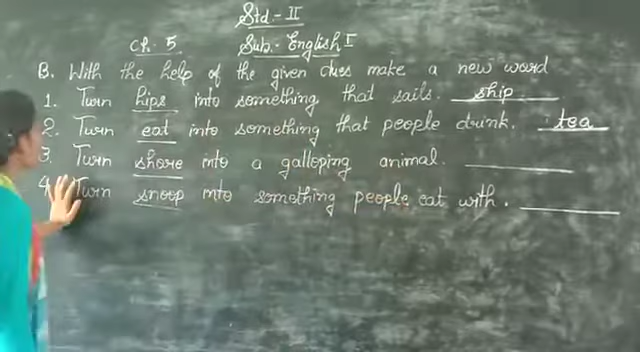 Std-II
Ch. 5 Sub. English I
B. With the help of the given clues make a new word
1. Turn hips into something that sails. ship
2. Turn eat into something that people drink. tea
3. Turn shore into a galloping animal.
4. Turn snoop into something people eat with.